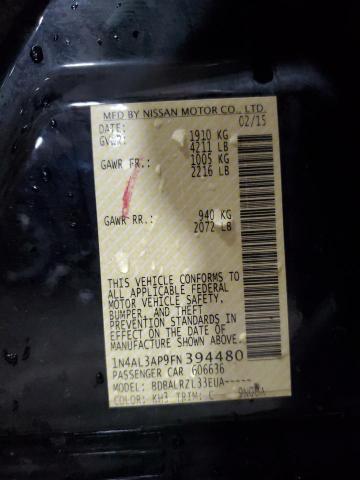 MFD BY NISSAN MOTOR CO., LTD.
DATE: 02/15
GVWR: 1910 KG
4211 LB
GAWR FR.: 1005 KG
2216 LB
GAWR RR.: 940 KG
2072 LB
THIS VEHICLE CONFORMS TO
ALL APPLICABLE FEDERAL
MOTOR VEHICLE SAFETY,
BUMPER, AND THEFT
PREVENTION STANDARDS IN
EFFECT ON THE DATE OF
MANUFACTURE SHOWN ABOVE.
1N4AL3AP9FN394480
PASSENGER CAR 606636
MODEL: BDBALRZL33EUA-----
COLOR: KH3 TRIM: C